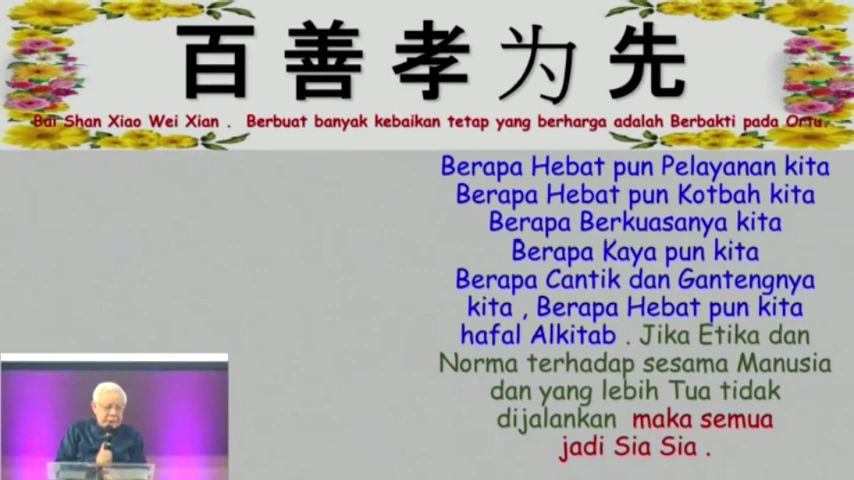 百善孝为先
Bai Shan Xiao Wei Xian . Berbuat banyak kebaikan tetap yang berharga adalah Berbakti pada Ortu.
Berapa Hebat pun Pelayanan kita
Berapa Hebat pun Kotbah kita
Berapa Berkuasanya kita
Berapa Kaya pun kita
Berapa Cantik dan Gantengnya
kita , Berapa Hebat pun kita
hafal Alkitab . Jika Etika dan
Norma terhadap sesama Manusia
dan yang lebih Tua tidak
dijalankan maka semua
jadi Sia Sia .